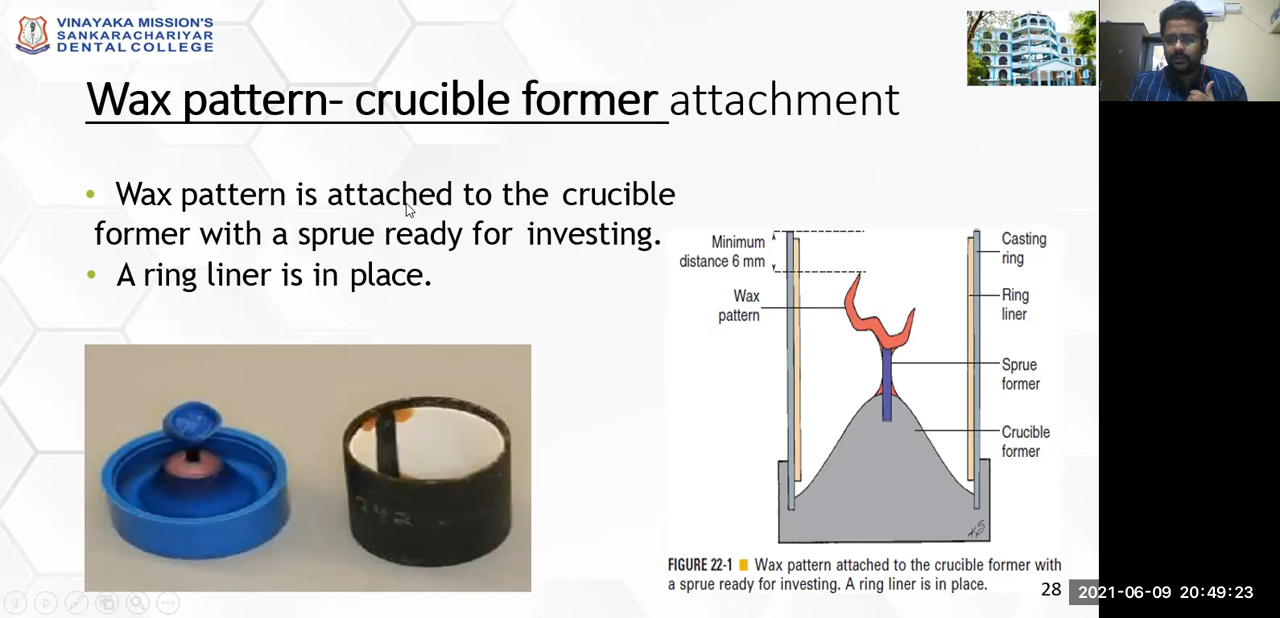 VINAYAKA MISSION'S
SANKARACHARIYAR
DENTAL COLLEGE
Wax pattern- crucible former attachment
• Wax pattern is attached to the crucible
former with a sprue ready for investing.
• A ring liner is in place.
242
Minimum
distance 6 mm
Wax
pattern
Casting
ring
Ring
liner
Sprue
former
Crucible
former
FIGURE 22-1 Wax pattern attached to the crucible former with
a sprue ready for investing. A ring liner is in place.
28
2021-06-09 20:49:23